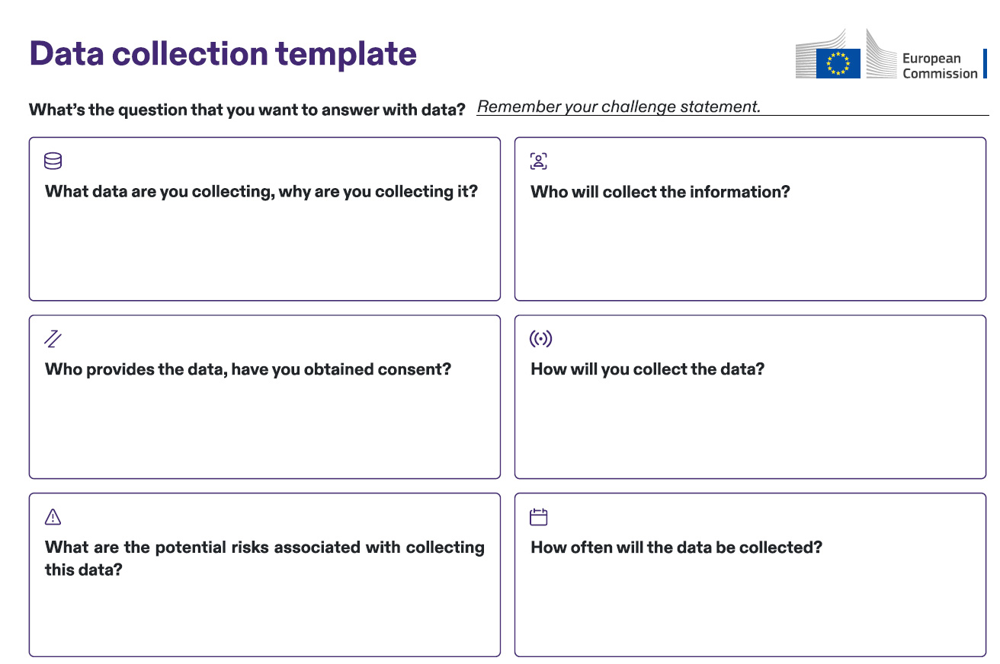 Data collection template
European
Commission
What's the question that you want to answer with data? Remember your challenge statement.
What data are you collecting, why are you collecting it?
Who will collect the information?
Who provides the data, have you obtained consent?
How will you collect the data?
What are the potential risks associated with collecting
this data?
How often will the data be collected?